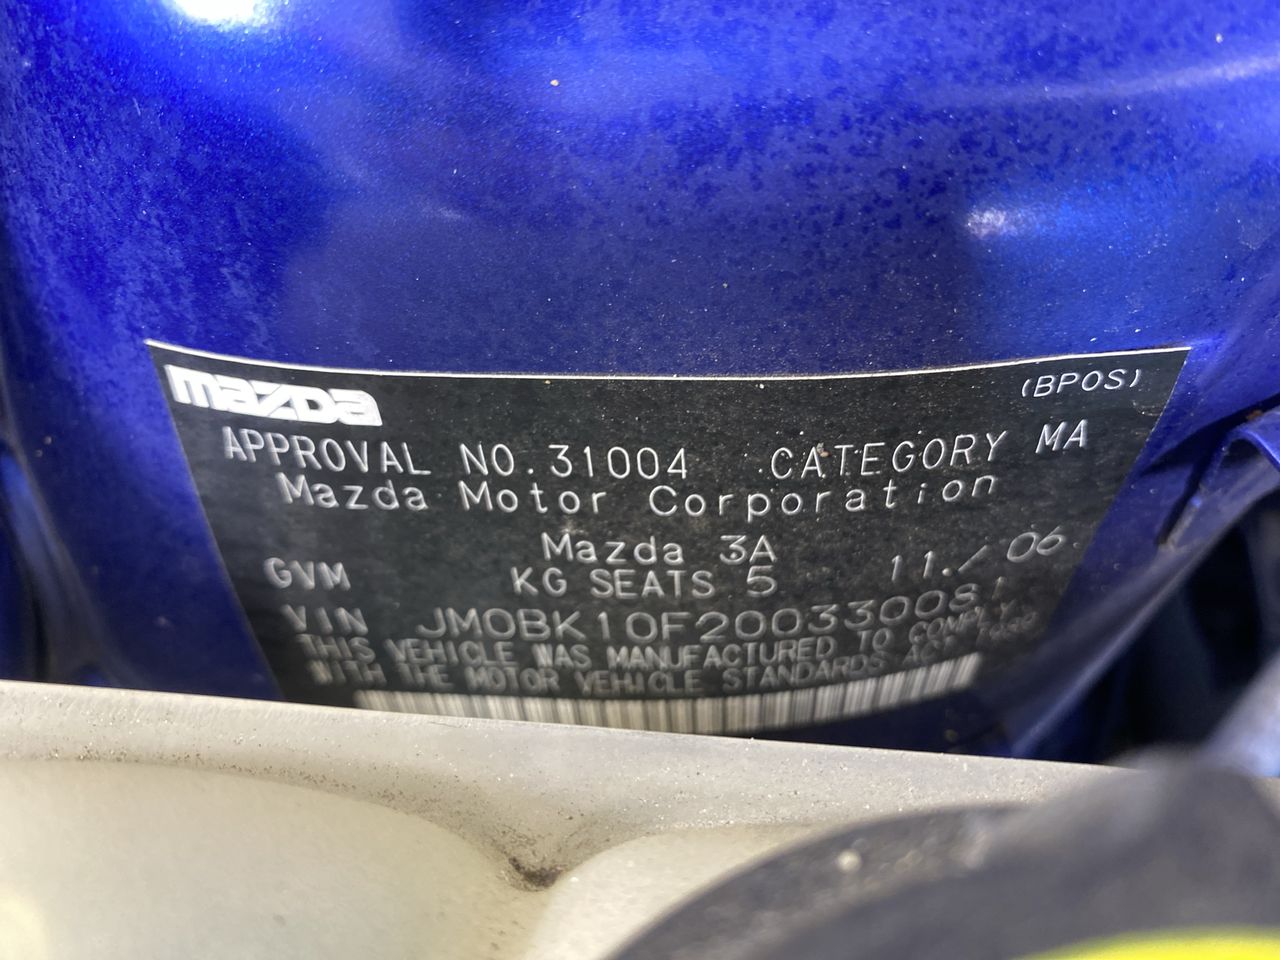 mazda
(BPOS)
APPROVAL NO.31004 CATEGORY MA
Mazda Motor Corporation
Mazda 3A 11./06
GVM KG SEATS 5
VIN JM0BK10F200330081
THIS VEHICLE WAS MANUFACTURED TO COMPLY
WITH THE MOTOR VEHICLE STANDARDS ACT 1989